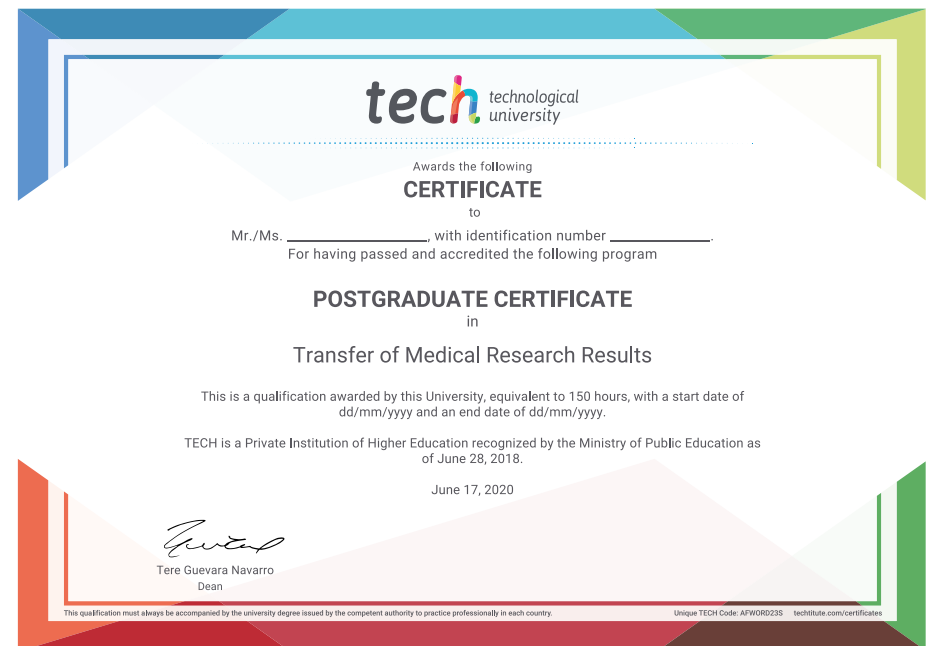 tech technological
university
Awards the following
CERTIFICATE
to
Mr./Ms. ____________________, with identification number ______________.
For having passed and accredited the following program
POSTGRADUATE CERTIFICATE
in
Transfer of Medical Research Results
This is a qualification awarded by this University, equivalent to 150 hours, with a start date of
dd/mm/yyyy and an end date of dd/mm/yyyy.
TECH is a Private Institution of Higher Education recognized by the Ministry of Public Education as
of June 28, 2018.
June 17, 2020
Tere Guevara Navarro
Dean
This qualification must always be accompanied by the university degree issued by the competent authority to practice professionally in each country.
Unique TECH Code: AFWORD23S techtitute.com/certificates